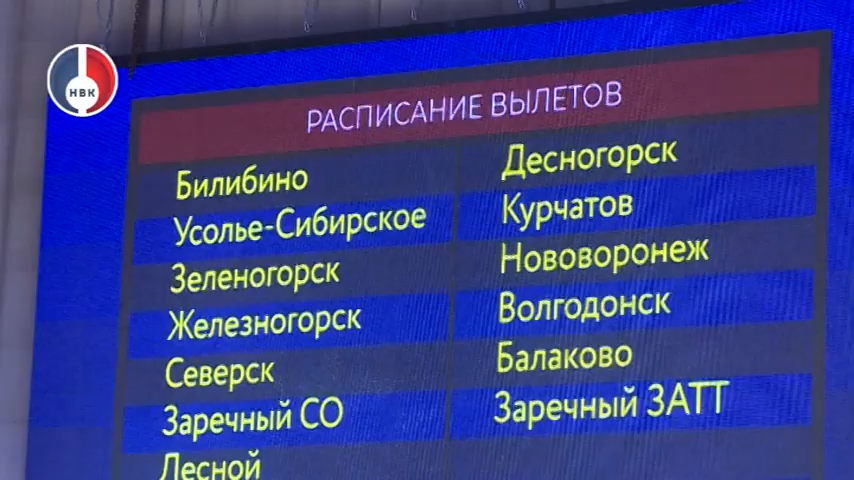 НВК
РАСПИСАНИЕ ВЫЛЕТОВ
Билибино
Усолье-Сибирское
Зеленогорск
Железногорск
Северск
Заречный СО
Лесной
Десногорск
Курчатов
Нововоронеж
Волгодонск
Балаково
Заречный ЗАТТ